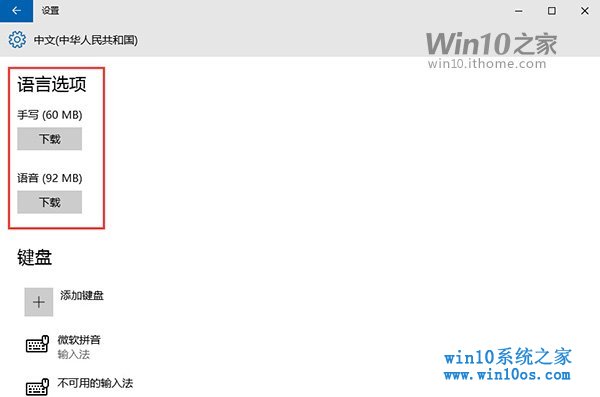 设置
中文(中华人民共和国)
Win10之家
win10.ithome.com
语言选项
手写 (60 MB)
下载
语音 (92 MB)
下载
键盘
添加键盘
微软拼音
输入法
不可用的输入法
win10系统之家
www.win10os.com